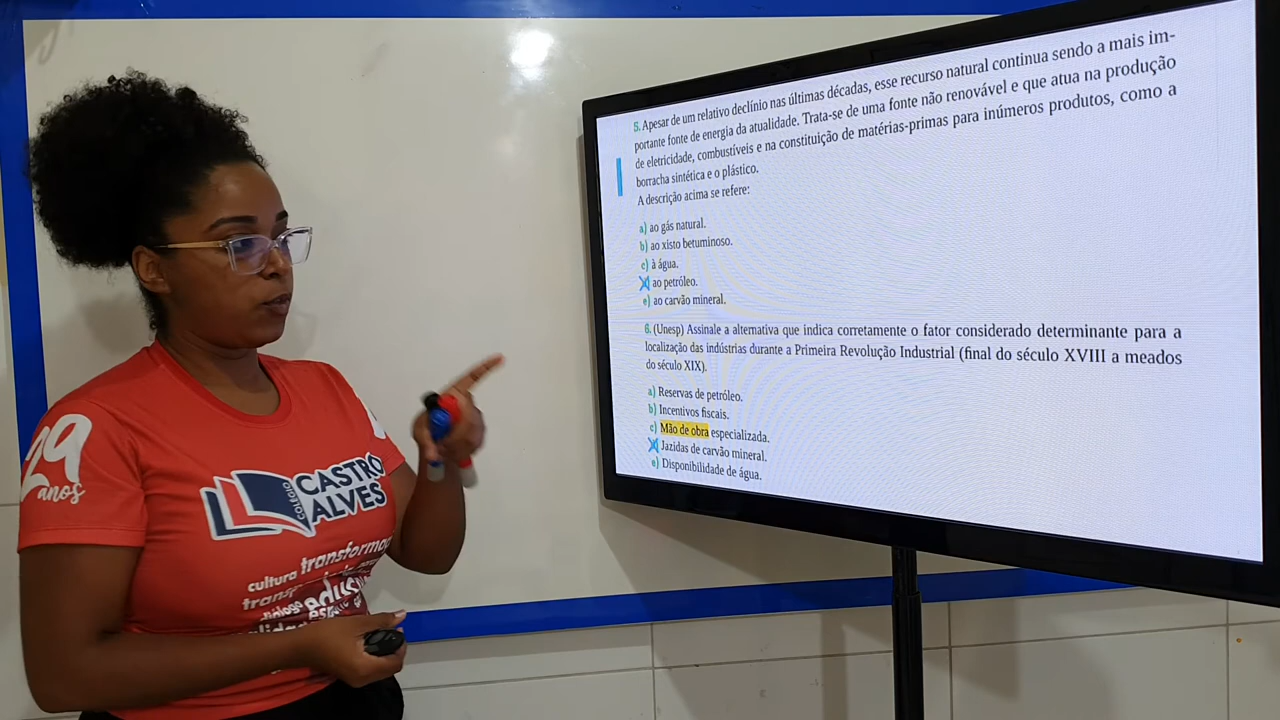 5. Apesar de um relativo declínio nas últimas décadas, esse recurso natural continua sendo a mais im-
portante fonte de energia da atualidade. Trata-se de uma fonte não renovável e que atua na produção
de eletricidade, combustíveis e na constituição de matérias-primas para inúmeros produtos, como a
borracha sintética e o plástico.
A descrição acima se refere:
a) ao gás natural.
b) ao xisto betuminoso.
c) à água.
ao petróleo.
e) ao carvão mineral.
6. (Unesp) Assinale a alternativa que indica corretamente o fator considerado determinante para a
localização das indústrias durante a Primeira Revolução Industrial (final do século XVIII a meados
do século XIX).
a) Reservas de petróleo.
b) Incentivos fiscais.
c) Mão de obra especializada.
Jazidas de carvão mineral.
e) Disponibilidade de água.
29
anos
COLÉGIO
CASTRO
ALVES
cultura